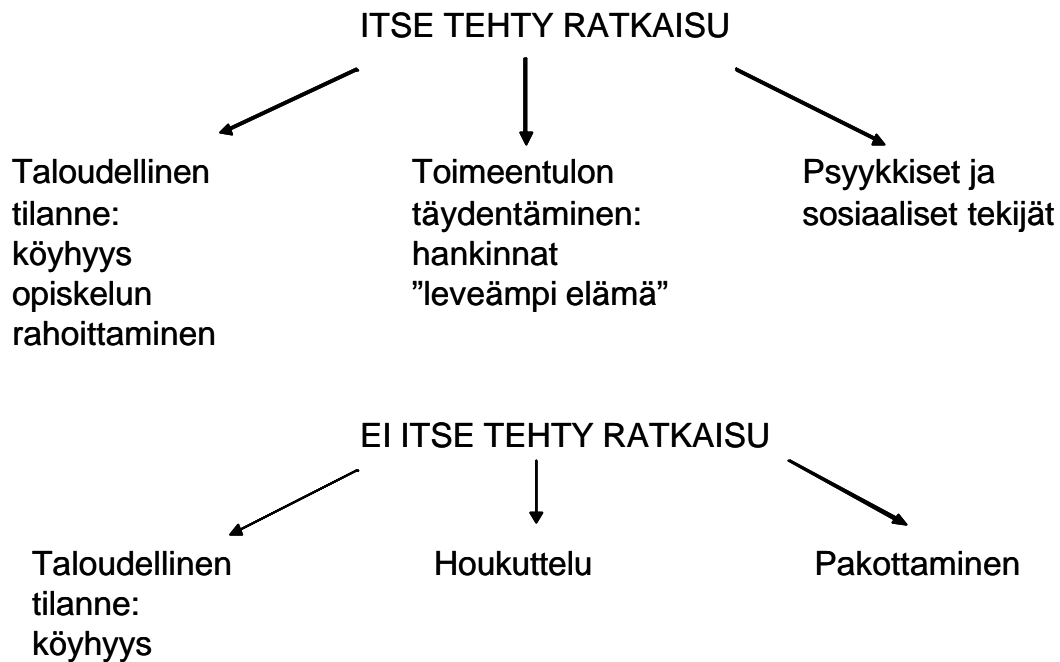 ITSE TEHTY RATKAISU
Taloudellinen
tilanne:
köyhyys
opiskelun
rahoittaminen
Toimeentulon
täydentäminen:
hankinnat
”leveämpi elämä”
Psyykkiset ja
sosiaaliset tekijät
EI ITSE TEHTY RATKAISU
Taloudellinen
tilanne:
köyhyys
Houkuttelu
Pakottaminen